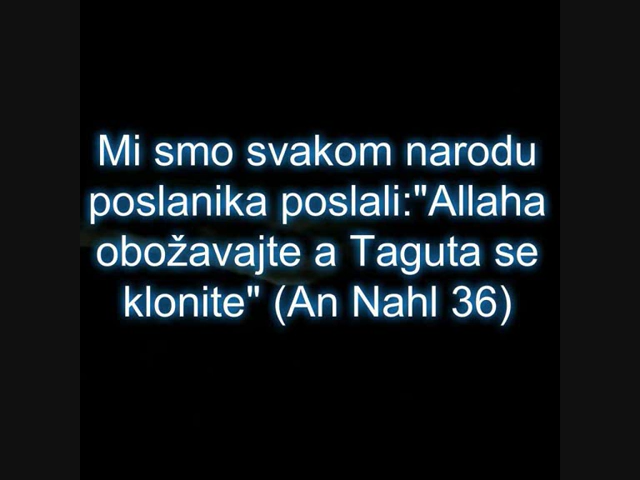 Mi smo svakom narodu
poslanika poslali:"Allaha
obožavajte a Taguta se
klonite" (An Nahl 36)